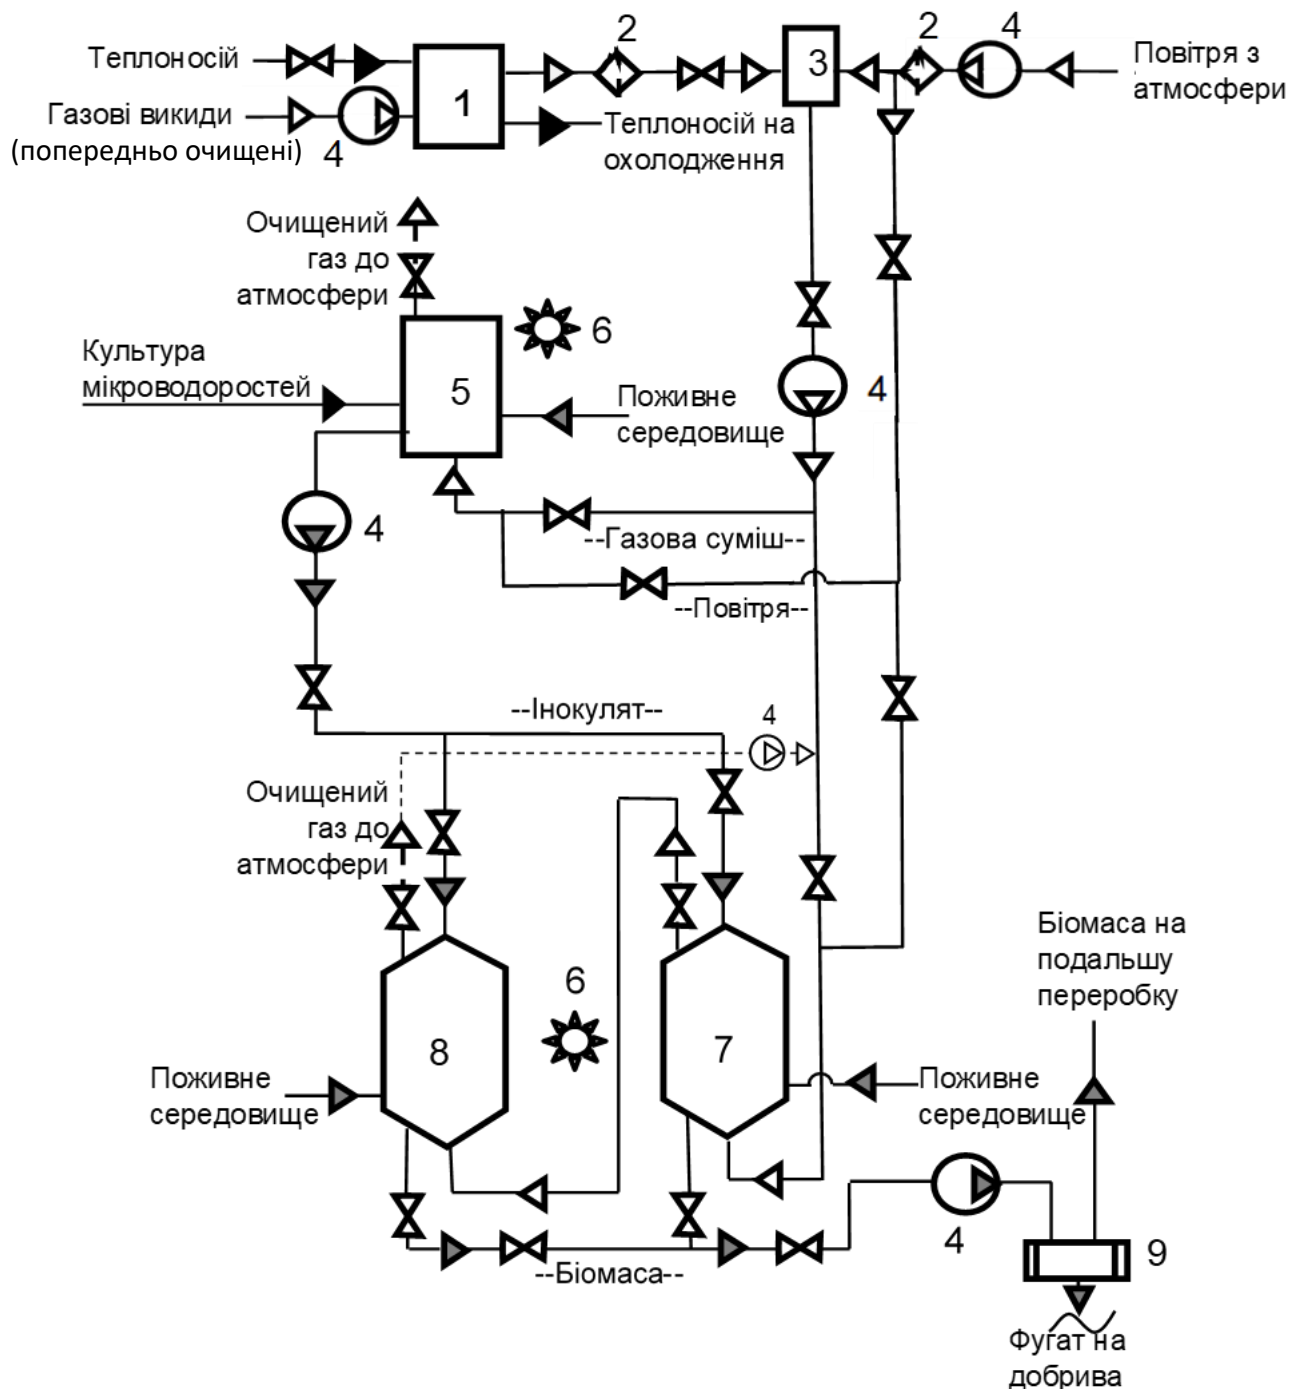 Теплоносій
2
2
4
Повітря з
атмосфери
1
3
Газові викиди
(попередньо очищені)
4
Теплоносій на
охолодження
Очищений
газ до
атмосфери
6
Культура
мікроводоростей
5
Поживне
середовище
4
4
--Газова суміш--
--Повітря--
--Інокулят--
4
Очищений
газ до
атмосфери
6
8
7
Біомаса на
подальшу
переробку
Поживне
середовище
Поживне
середовище
4
9
--Біомаса--
Фугат на
добрива